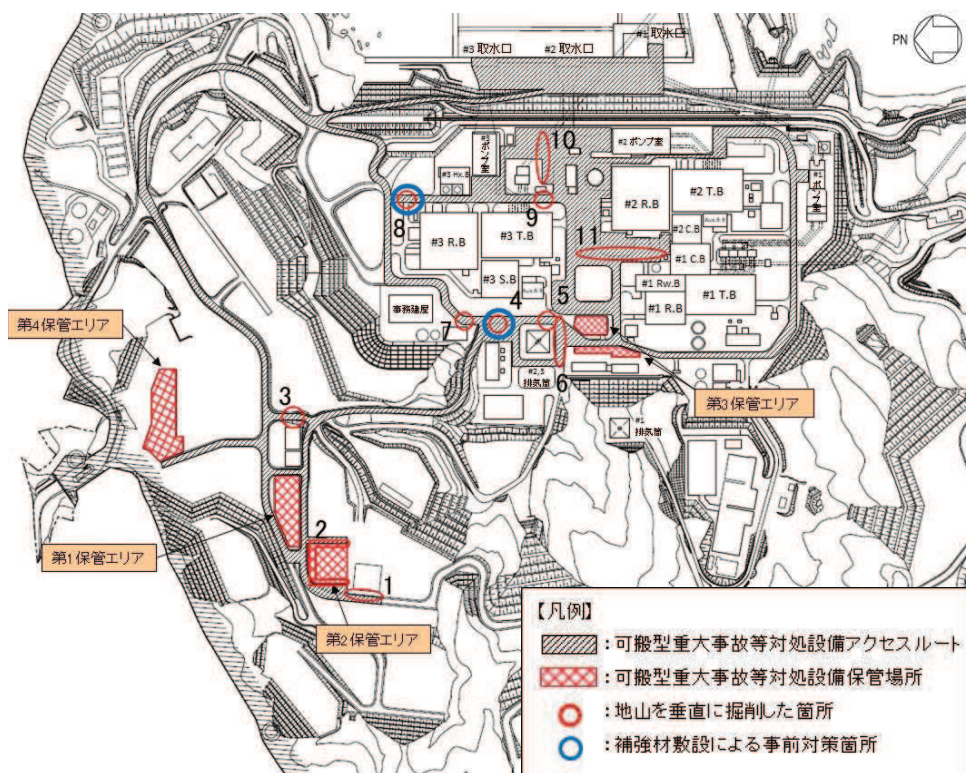 #3 取水口
#2 取水口
#1 取水口
PN
10
#3
ポンプ室
#2 ポンプ室
#1
ポンプ室
#3 Hx.B
8
9
#2 R.B
#2 T.B
#3 R.B
#3 T.B
11
#2 C.B
#1 C.B
#3 S.B
#1 Rw.B
#1 R.B
#1 T.B
4
5
事務建屋
7
#2,3
排気筒
6
第4保管エリア
第3保管エリア
3
#1
排気筒
2
第1保管エリア
1
第2保管エリア
【凡例】
:可搬型重大事故等対処設備アクセスルート
:可搬型重大事故等対処設備保管場所
:地山を垂直に掘削した箇所
:補強材敷設による事前対策箇所